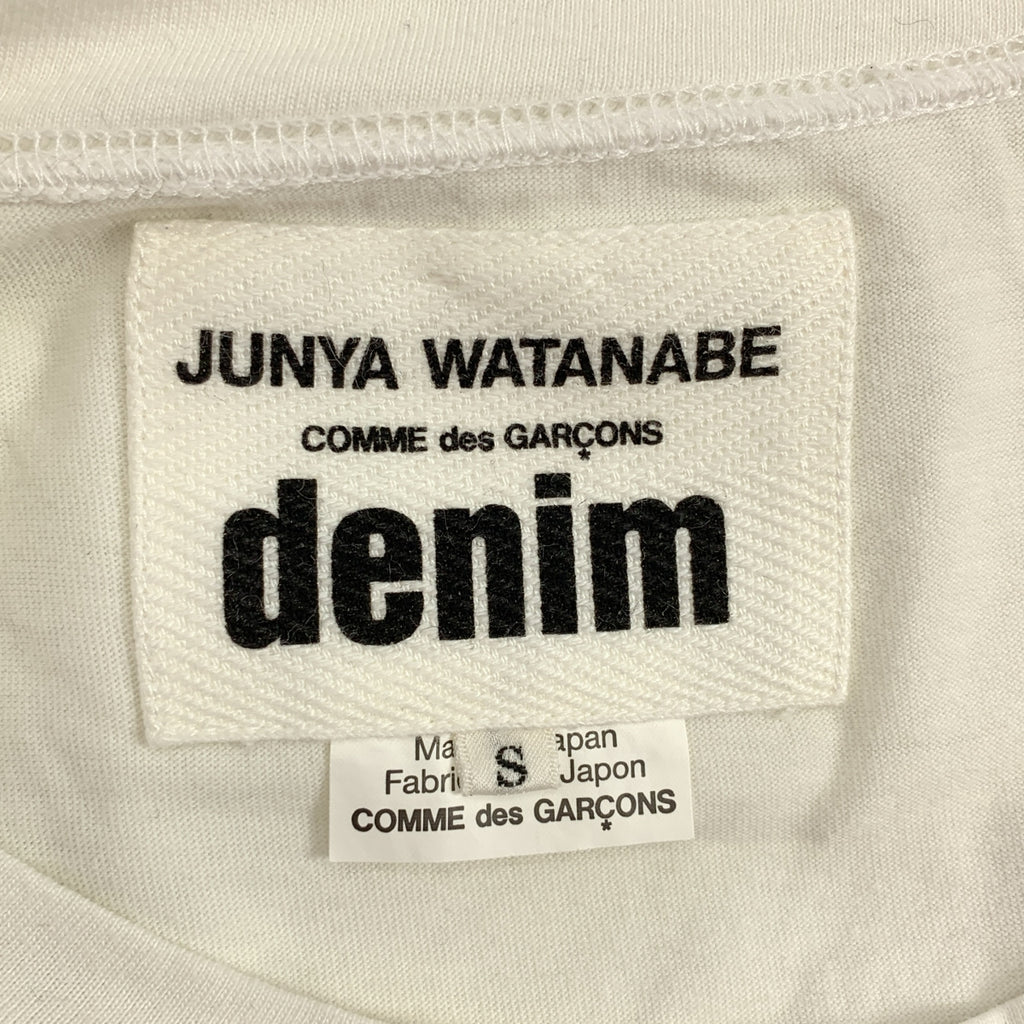 JUNYA WATANABE
COMME des GARÇONS
denim
S
COMME des GARÇONS
Japon